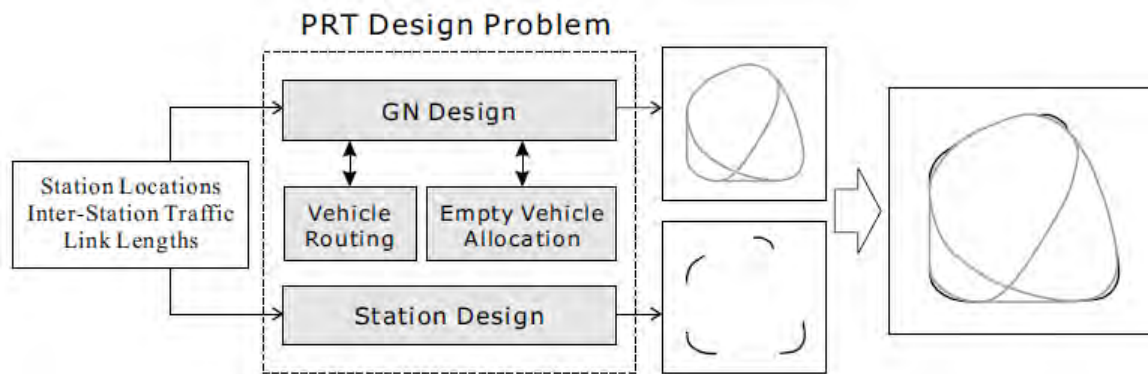 PRT Design Problem
GN Design
Station Locations
Inter-Station Traffic
Link Lengths
Vehicle
Routing
Empty Vehicle
Allocation
Station Design